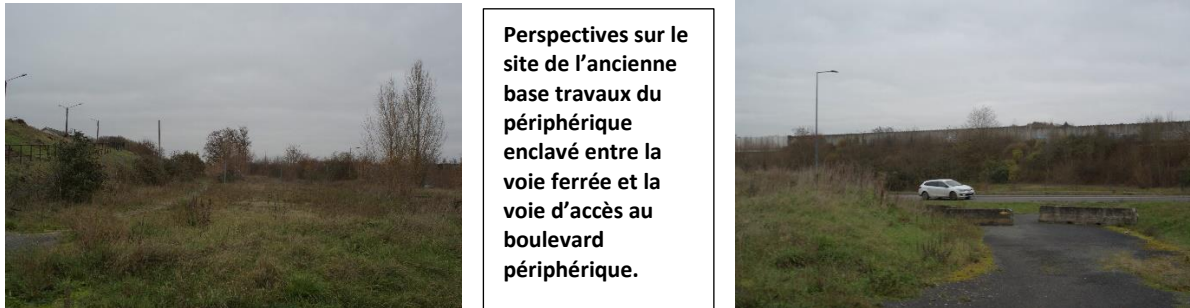 Perspectives sur le
site de l’ancienne
base travaux du
périphérique
enclavé entre la
voie ferrée et la
voie d’accès au
boulevard
périphérique.